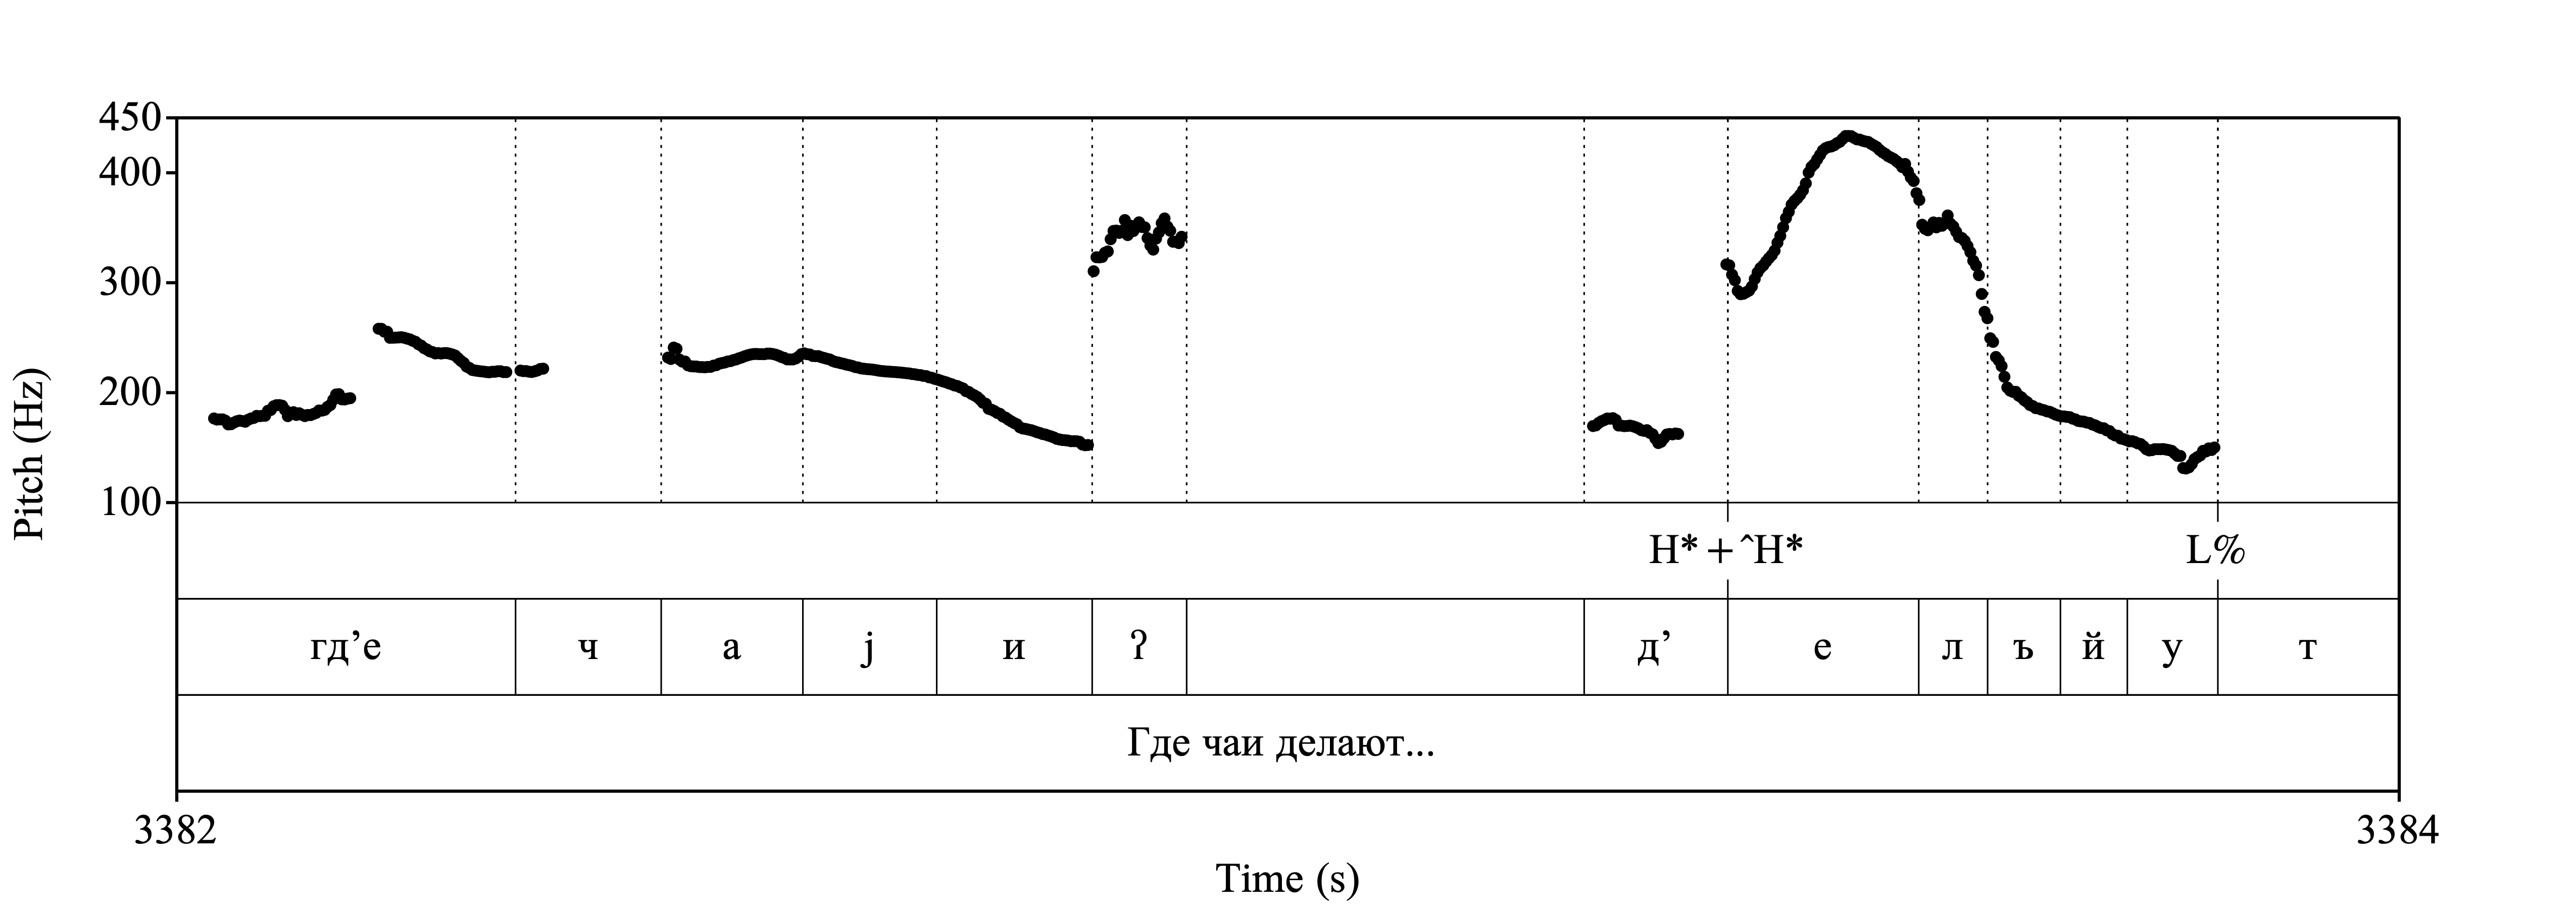 450
400
300
200
100
Pitch (Hz)
H* + ^H* L%
гд’е ч а j и ʔ д’ е л ъ й у т
Где чаи делают...
3382 3384
Time (s)